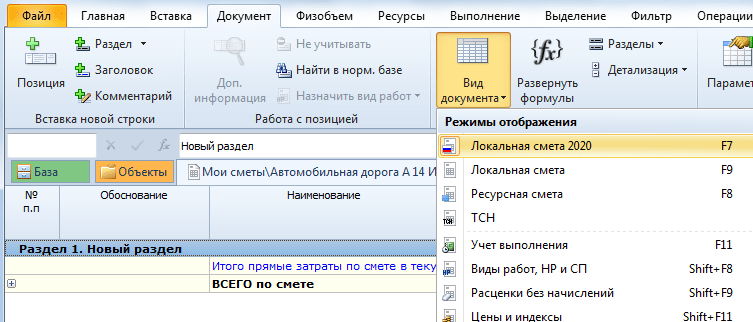 Файл Главная Вставка Документ Физобъем Ресурсы Выполнение Выделение Фильтр Операции
Позиция
Раздел
Заголовок
Комментарий
Вставка новой строки
Доп. информация
Не учитывать
Найти в норм. базе
Назначить вид работ
Работа с позицией
Вид документа
Развернуть формулы
Разделы
Детализация
Парамет
Новый раздел
База Объекты Мои сметы\Автомобильная дорога А 14 И
№ п.п Обоснование Наименование
Раздел 1. Новый раздел
Итого прямые затраты по смете в теку
ВСЕГО по смете
Режимы отображения
Локальная смета 2020 F7
Локальная смета F9
Ресурсная смета F8
ТСН
Учет выполнения F11
Виды работ, НР и СП Shift+F8
Расценки без начислений Shift+F9
Цены и индексы Shift+F11